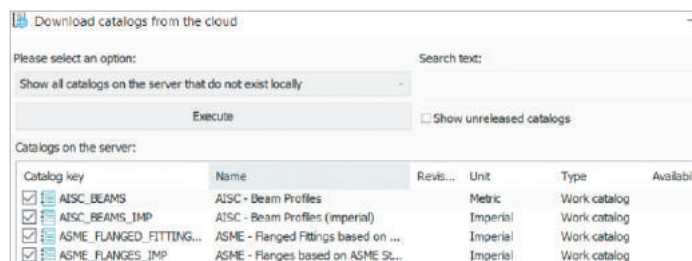 Download catalogs from the cloud
Please select an option: Search text:
Show all catalogs on the server that do not exist locally
Execute Show unreleased catalogs
Catalogs on the server:
Catalog key Name Revis... Unit Type Availabi
AISC_BEAMS AISC - Beam Profiles Metric Work catalog
AISC_BEAMS_IMP AISC - Beam Profiles (imperial) Imperial Work catalog
ASME_FLANGED_FITTING... ASME - Flanged Fittings based on ... Imperial Work catalog
ASME_FLANGES_IMP ASME - Flanges based on ASME St... Imperial Work catalog